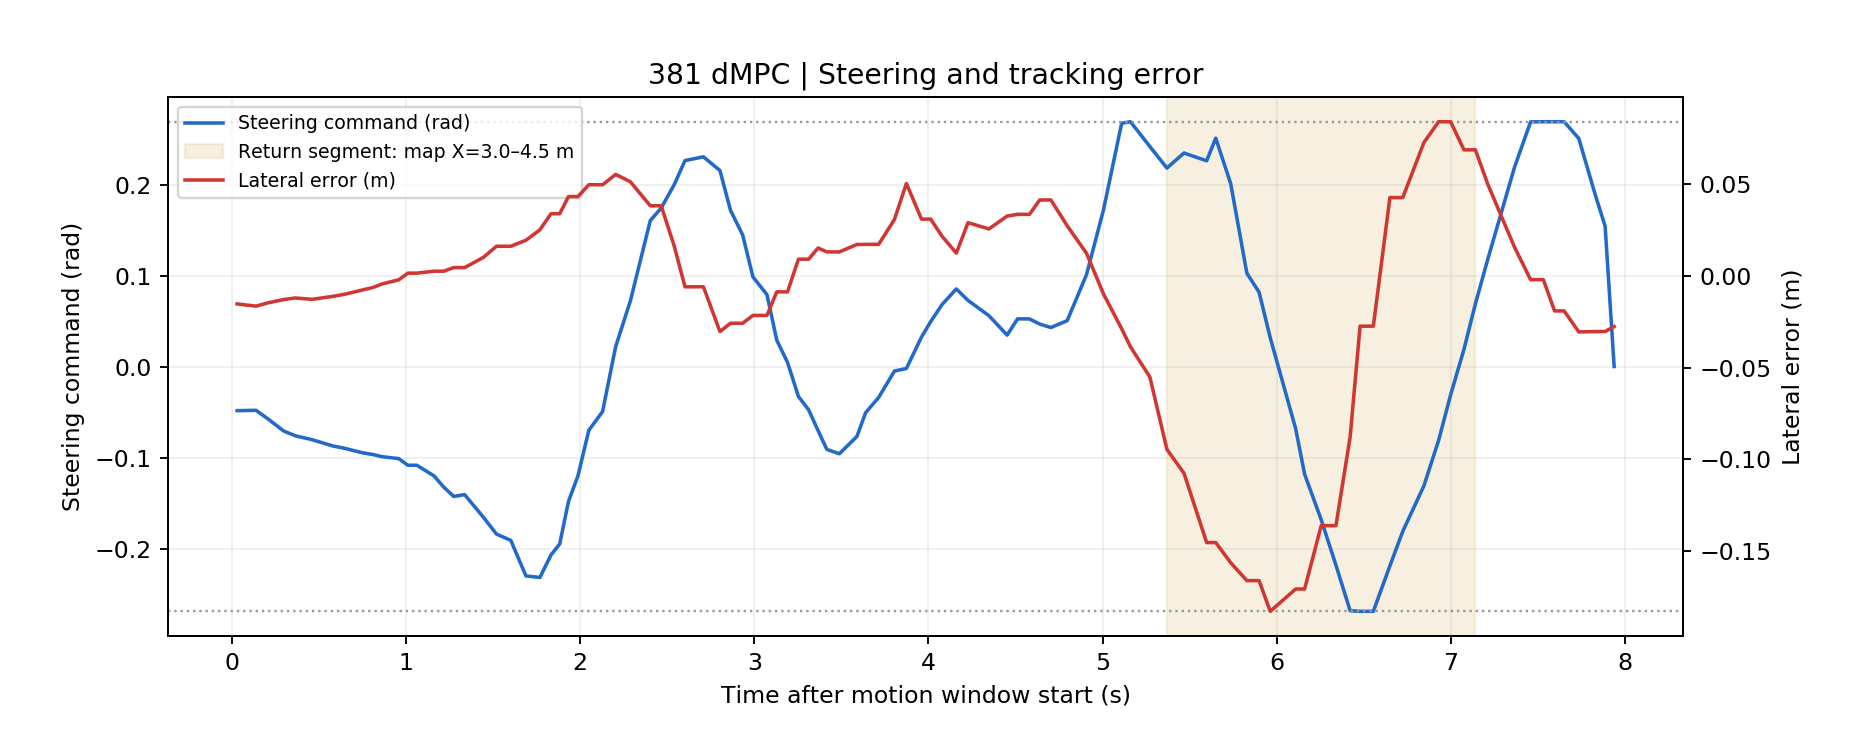 381 dMPC | Steering and tracking error
Steering command (rad)
Return segment: map X=3.0–4.5 m
Lateral error (m)
Steering command (rad)
0.2
0.1
0.0
−0.1
−0.2
0.05
0.00
−0.05
−0.10
−0.15
Lateral error (m)
0 1 2 3 4 5 6 7 8
Time after motion window start (s)